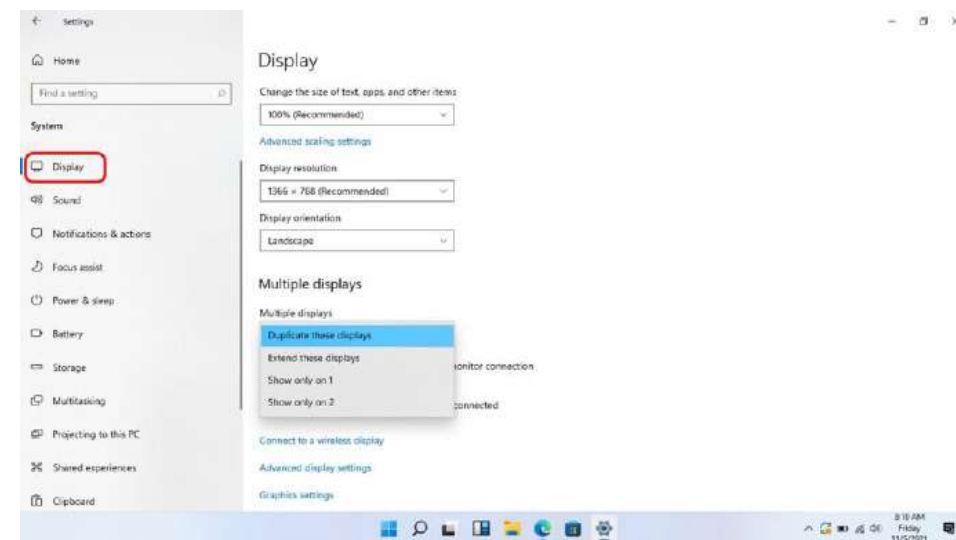 Settings
Home
Find a setting
System
Display
Sound
Notifications & actions
Focus assist
Power & sleep
Battery
Storage
Multitasking
Projecting to this PC
Shared experiences
Clipboard
Display
Change the size of text, apps, and other items
100% (Recommended)
Advanced scaling settings
Display resolution
1366 × 768 (Recommended)
Display orientation
Landscape
Multiple displays
Multiple displays
Duplicate these displays
Extend these displays
onitor connection
Show only on 1
Show only on 2
connected
Connect to a wireless display
Advanced display settings
Graphics settings
8:10 AM
Friday
11/5/2021